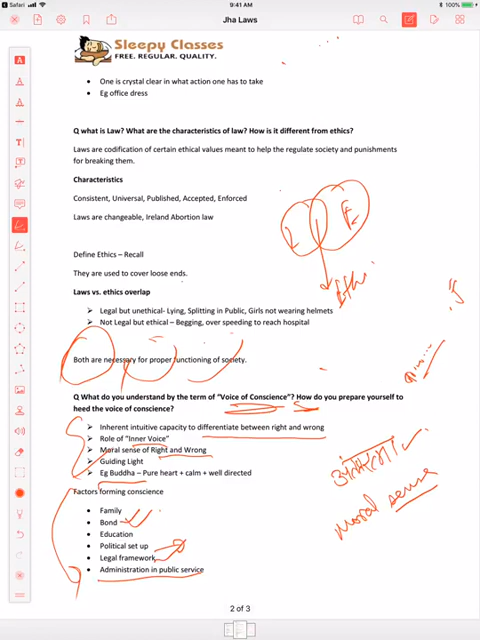 Safari
9:41 AM
100%
Jha Laws
Sleepy Classes
FREE. REGULAR. QUALITY.
• One is crystal clear in what action one has to take
• Eg office dress
Q what is Law? What are the characteristics of law? How is it different from ethics?
Laws are codification of certain ethical values meant to help the regulate society and punishments
for breaking them.
Characteristics
Consistent, Universal, Published, Accepted, Enforced
Laws are changeable, Ireland Abortion law
L E
Define Ethics – Recall
They are used to cover loose ends.
Laws vs. ethics overlap
➢ Legal but unethical- Lying, Splitting in Public, Girls not wearing helmets
➢ Not Legal but ethical – Begging, over speeding to reach hospital
Both are necessary for proper functioning of society.
Q What do you understand by the term of "Voice of Conscience"? How do you prepare yourself to
heed the voice of conscience?
➢ Inherent intuitive capacity to differentiate between right and wrong
➢ Role of "Inner Voice"
➢ Moral sense of Right and Wrong
➢ Guiding Light
➢ Eg Buddha – Pure heart + calm + well directed
moral sense
Factors forming conscience
• Family
• Bond
• Education
• Political set up
• Legal framework
• Administration in public service
2 of 3